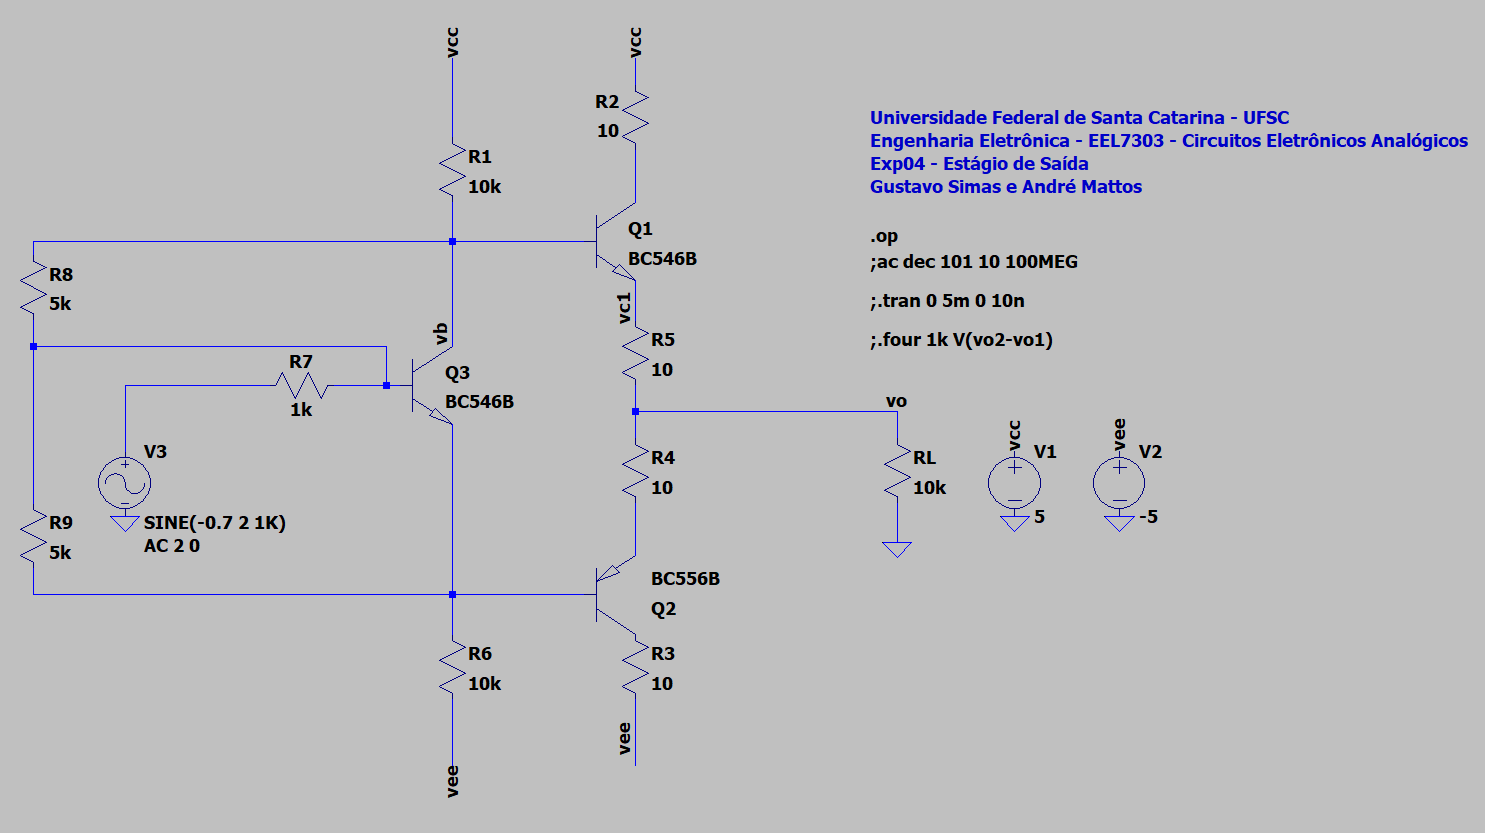 vcc
vcc
R2
10
R1
10k
Universidade Federal de Santa Catarina - UFSC
Engenharia Eletrônica - EEL7303 - Circuitos Eletrônicos Analógicos
Exp04 - Estágio de Saída
Gustavo Simas e André Mattos
Q1
BC546B
.op
;ac dec 101 10 100MEG
;.tran 0 5m 0 10n
;.four 1k V(vo2-vo1)
R8
5k
vc1
vb
R5
10
R7
1k
Q3
BC546B
vo
V3
R4
10
RL
10k
vcc
V1
5
vee
V2
-5
SINE(-0.7 2 1K)
AC 2 0
R9
5k
BC556B
Q2
R6
10k
R3
10
vee
vee